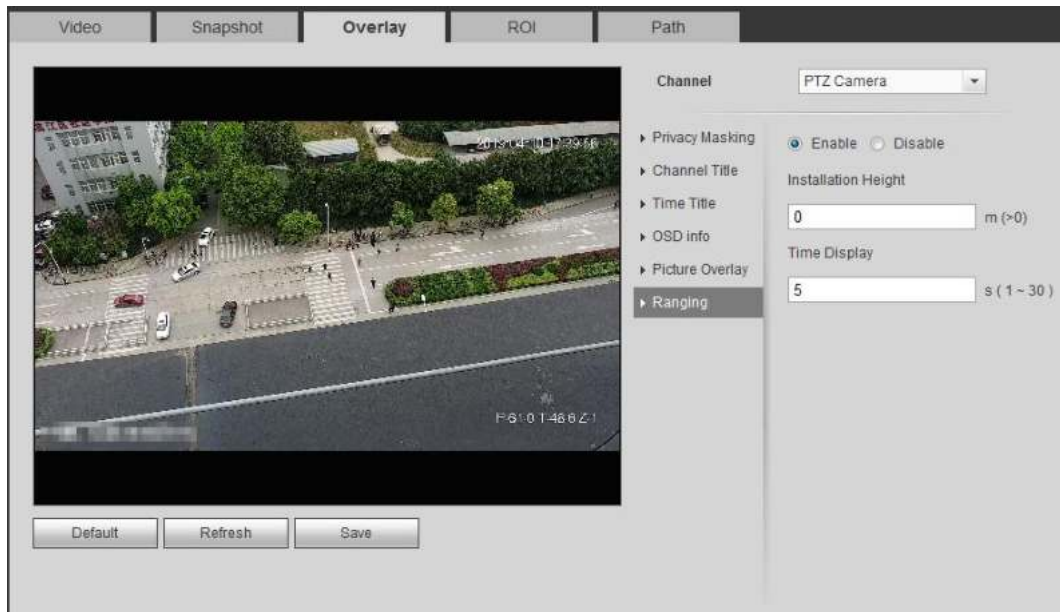 Video Snapshot Overlay ROI Path
Channel PTZ Camera
Privacy Masking
Channel Title
Time Title
OSD info
Picture Overlay
Ranging
Enable Disable
Installation Height
0 m (>0)
Time Display
5 s ( 1 ~ 30 )
Default Refresh Save